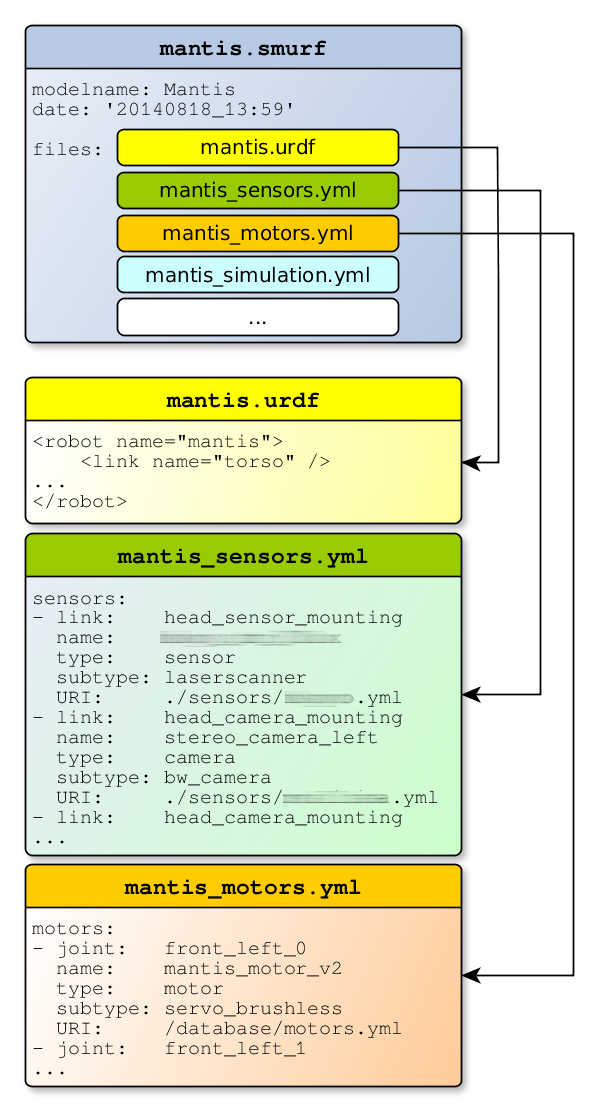 mantis.smurf
modelname: Mantis
date: '20140818_13:59'
files: mantis.urdf
mantis_sensors.yml
mantis_motors.yml
mantis_simulation.yml
...
mantis.urdf
<robot name="mantis">
<link name="torso" />
...
</robot>
mantis_sensors.yml
sensors:
- link: head_sensor_mounting
name:
type: sensor
subtype: laserscanner
URI: ./sensors/ .yml
- link: head_camera_mounting
name: stereo_camera_left
type: camera
subtype: bw_camera
URI: ./sensors/ .yml
- link: head_camera_mounting
...
mantis_motors.yml
motors:
- joint: front_left_0
name: mantis_motor_v2
type: motor
subtype: servo_brushless
URI: /database/motors.yml
- joint: front_left_1
...